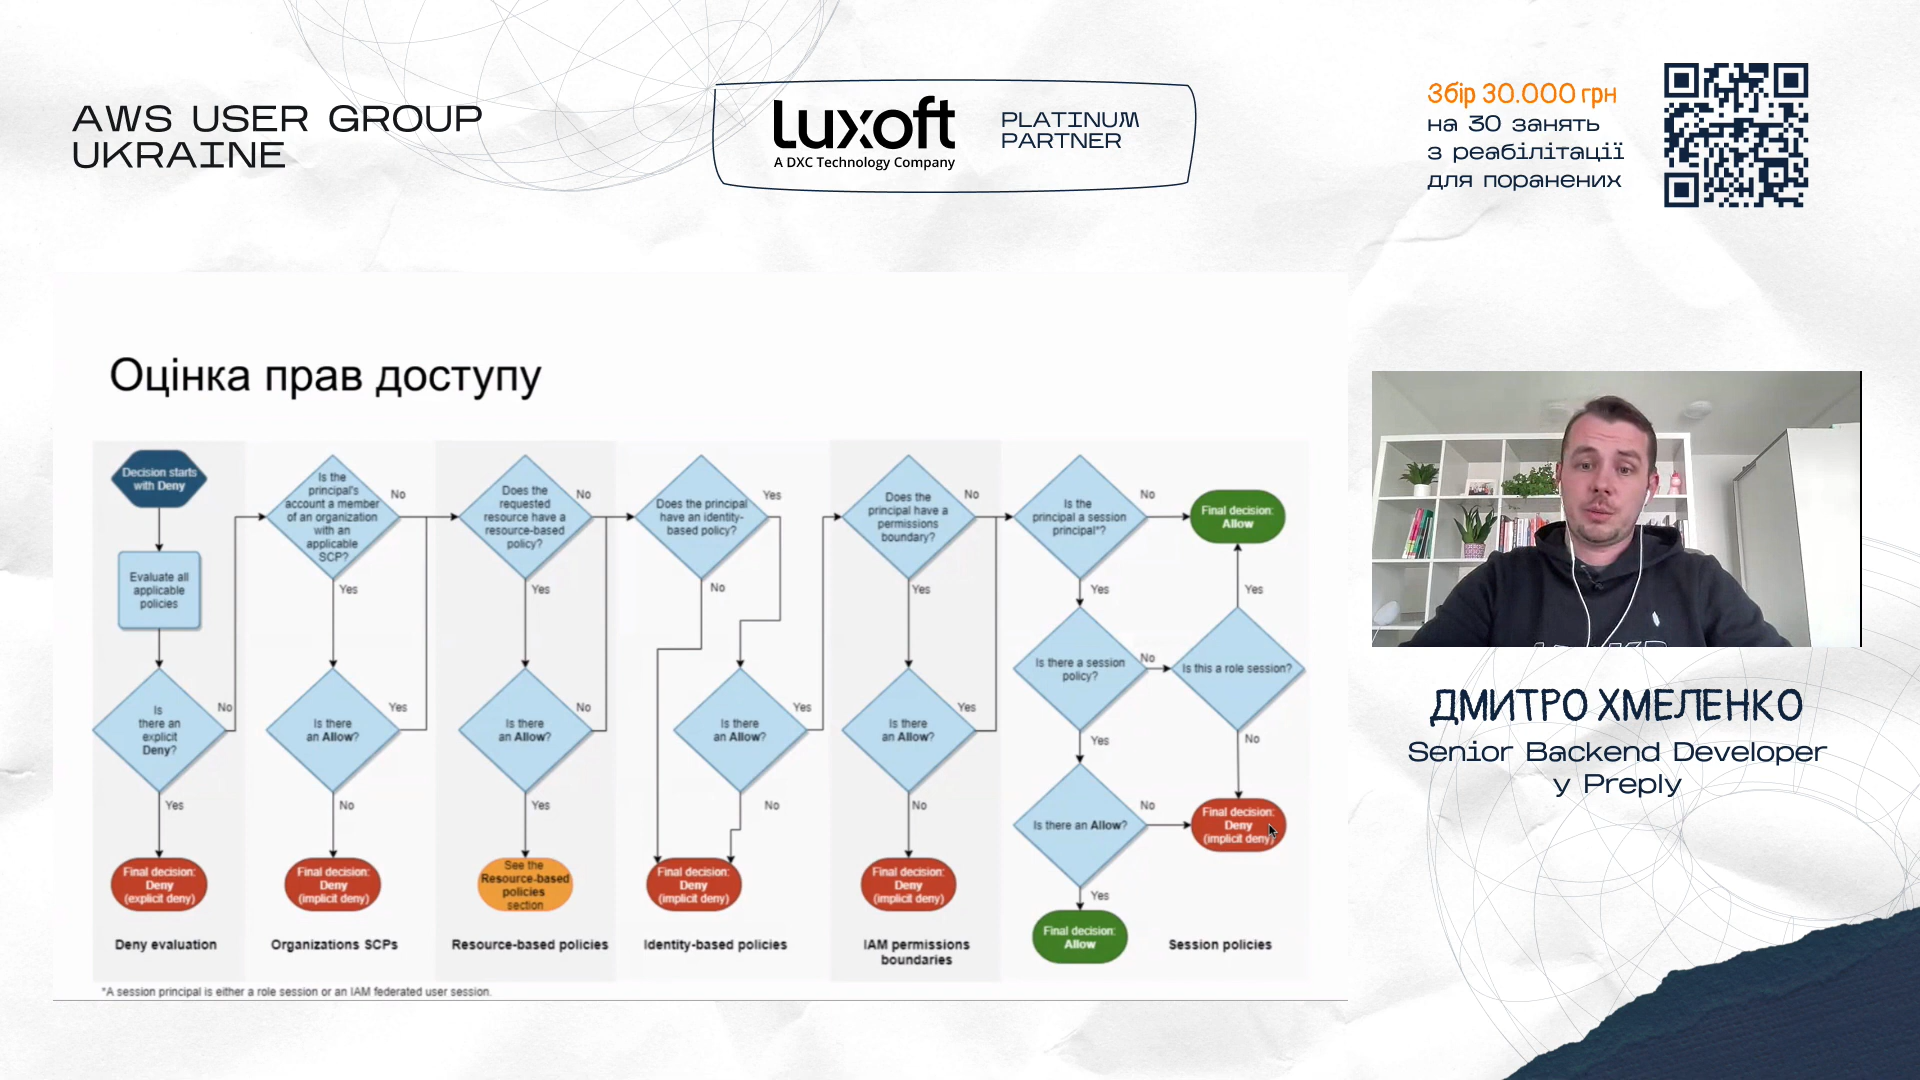 AWS USER GROUP
UKRAINE
Luxoft
A DXC Technology Company
PLATINUM
PARTNER
Збір 30.000 грн
на 30 занять
з реабілітації
для поранених
Оцінка прав доступу
Decision starts
with Deny
Evaluate all
applicable
policies
Is
there an
explicit
Deny?
No
Yes
Final decision:
Deny
(explicit deny)
Deny evaluation
Is the
principal's
account a member
of an organization
with an
applicable
SCP?
No
Yes
Is there
an Allow?
Yes
No
Final decision:
Deny
(implicit deny)
Organizations SCPs
Does the
requested
resource have a
resource-based
policy?
No
Yes
Is there
an Allow?
No
Yes
See the
Resource-based
policies
section
Resource-based policies
Does the principal
have an identity-
based policy?
Yes
No
Is there
an Allow?
Yes
No
Final decision:
Deny
(implicit deny)
Identity-based policies
Does the
principal have a
permissions
boundary?
No
Yes
Is there
an Allow?
Yes
No
Final decision:
Deny
(implicit deny)
IAM permissions
boundaries
Is the
principal a session
principal*?
No
Final decision:
Allow
Yes
Yes
Is there a session
policy?
No
Is this a role session?
Yes
No
Is there an Allow?
No
Final decision:
Deny
(implicit deny)
Yes
Final decision:
Allow
Session policies
*A session principal is either a role session or an IAM federated user session.
ДМИТРО ХМЕЛЕНКО
Senior Backend Developer
у Preply